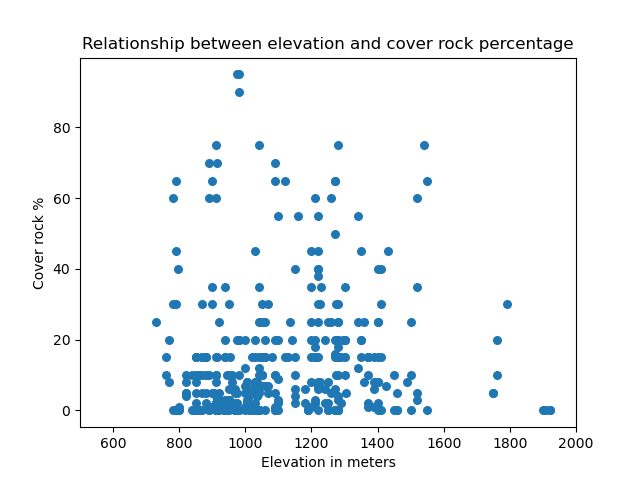 Relationship between elevation and cover rock percentage
Cover rock %
80
60
40
20
0
600 800 1000 1200 1400 1600 1800 2000
Elevation in meters